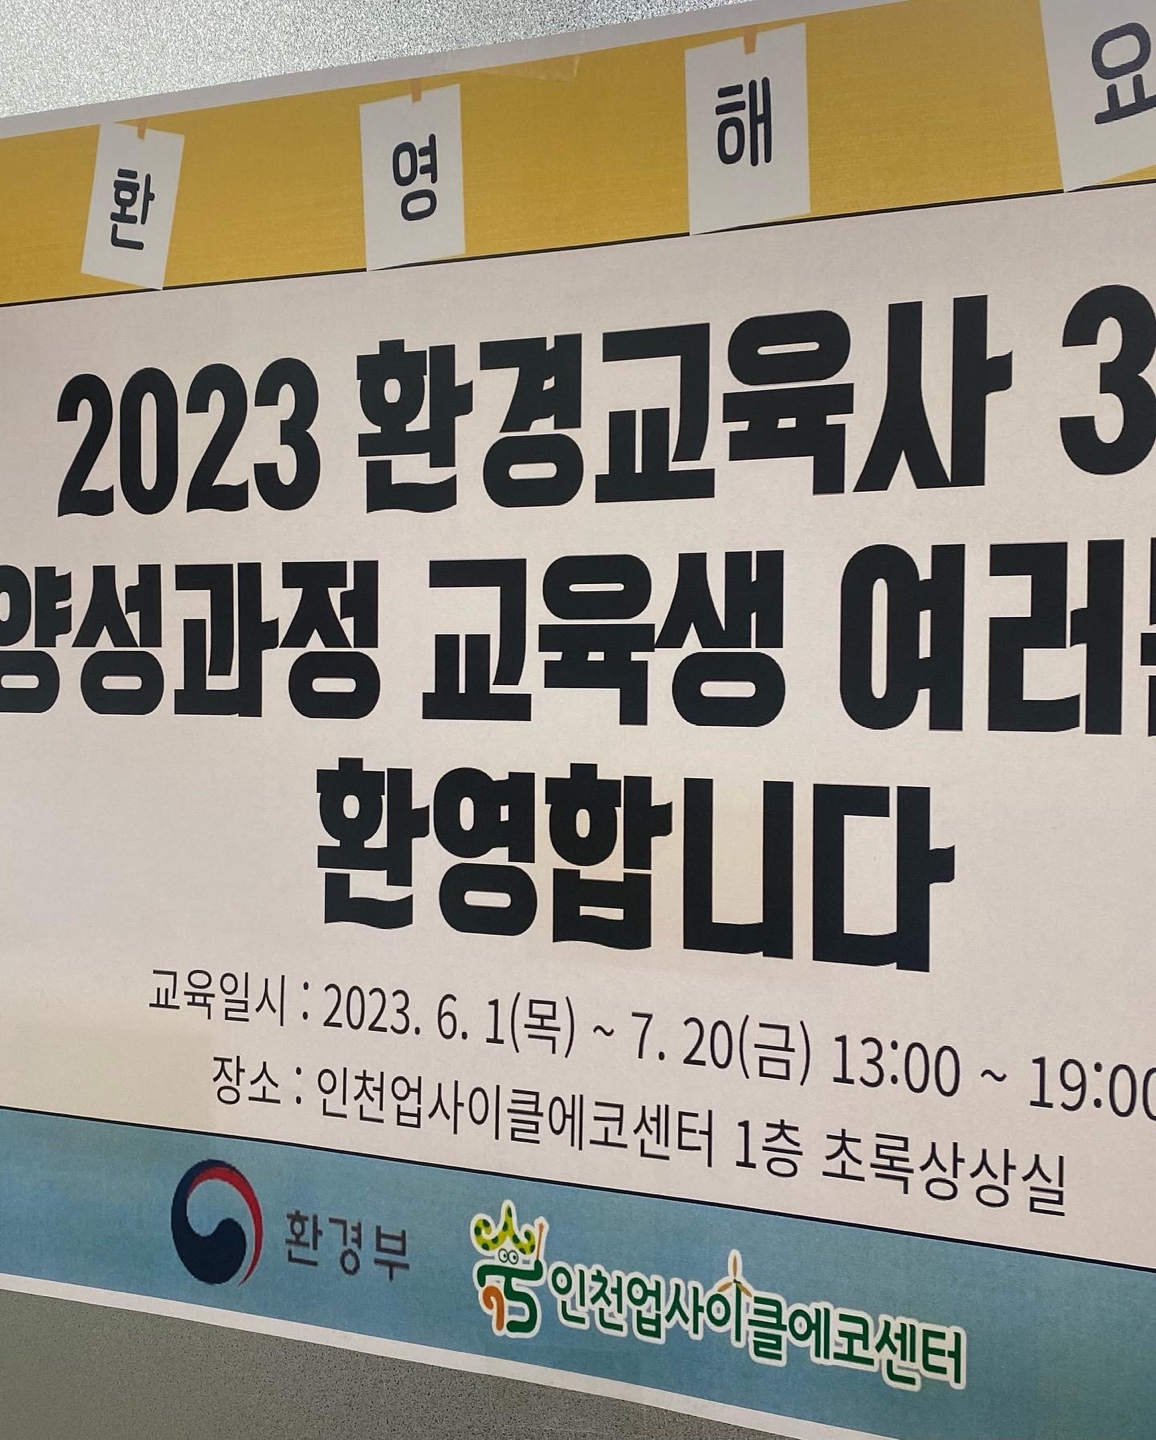 환영해요
2023 환경교육사 3
양성과정 교육생 여러
환영합니다
교육일시 : 2023. 6. 1(목) ~ 7. 20(금) 13:00 ~ 19:00
장소 : 인천업사이클에코센터 1층 초록상상실
환경부
인천업사이클에코센터